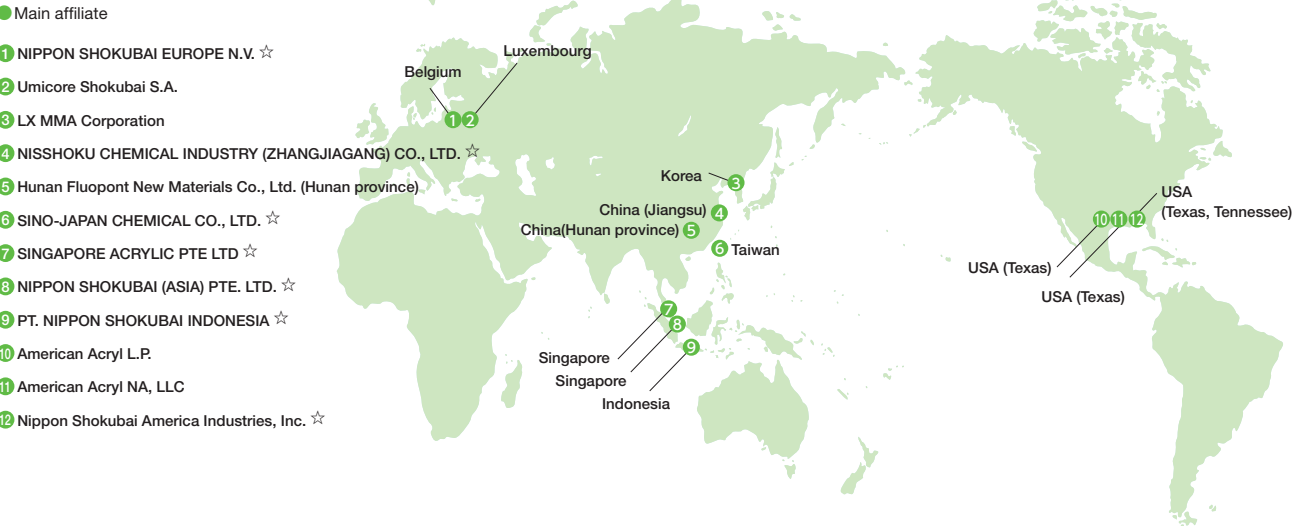 Main affiliate
1 NIPPON SHOKUBAI EUROPE N.V. ☆
2 Umicore Shokubai S.A.
3 LX MMA Corporation
4 NISSHOKU CHEMICAL INDUSTRY (ZHANGJIAGANG) CO., LTD. ☆
5 Hunan Fluopont New Materials Co., Ltd. (Hunan province)
6 SINO-JAPAN CHEMICAL CO., LTD. ☆
7 SINGAPORE ACRYLIC PTE LTD ☆
8 NIPPON SHOKUBAI (ASIA) PTE. LTD. ☆
9 PT. NIPPON SHOKUBAI INDONESIA ☆
10 American Acryl L.P.
11 American Acryl NA, LLC
12 Nippon Shokubai America Industries, Inc. ☆
Luxembourg
Belgium
1 2
Korea 3
China (Jiangsu) 4
China(Hunan province) 5
6 Taiwan
7
8
9
Singapore
Singapore
Indonesia
USA
(Texas, Tennessee)
10 11 12
USA (Texas)
USA (Texas)